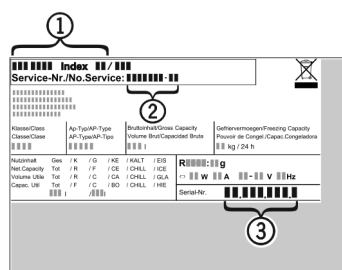 1
Index /
Service-Nr./No.Service: -
2
Klasse/Class
Classe/Clase
Ap-Typ/AP-Type
AP-Type/AP-Tipo
Bruttoinhalt/Gross Capacity
Volume Brut/Capacidad Brute
l
Gefriervermoegen/Freezing Capacity
Pouvoir de Congel./Capac.Congeladora
kg / 24 h
Nutzinhalt Ges / K / G / KE / KALT / EIS
Net Capacity Tot / R / F / CE / CHILL / ICE
Volume Utile Tot / R / C / CA / CHILL / GLA
Capac. Util Tot / F / C / BO / CHILL / HIE
l / l
R : g
W A - V Hz
Serial-Nr. . . .
3